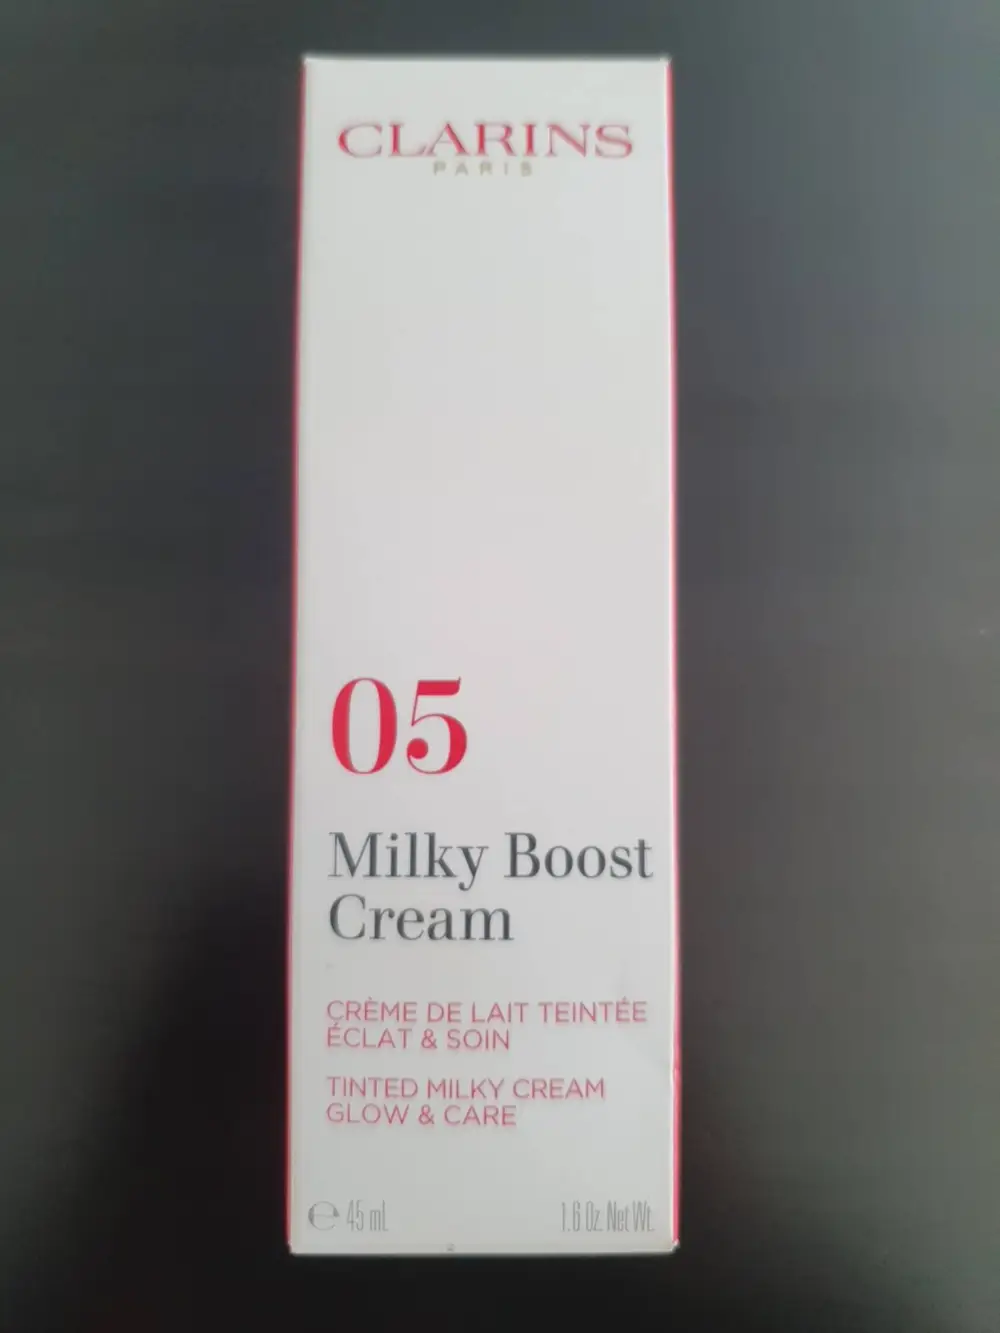 CLARINS
PARIS
05
Milky Boost
Cream
CRÈME DE LAIT TEINTÉE
ÉCLAT & SOIN
TINTED MILKY CREAM
GLOW & CARE
℮ 45 mL 1.6 Oz. Net Wt.